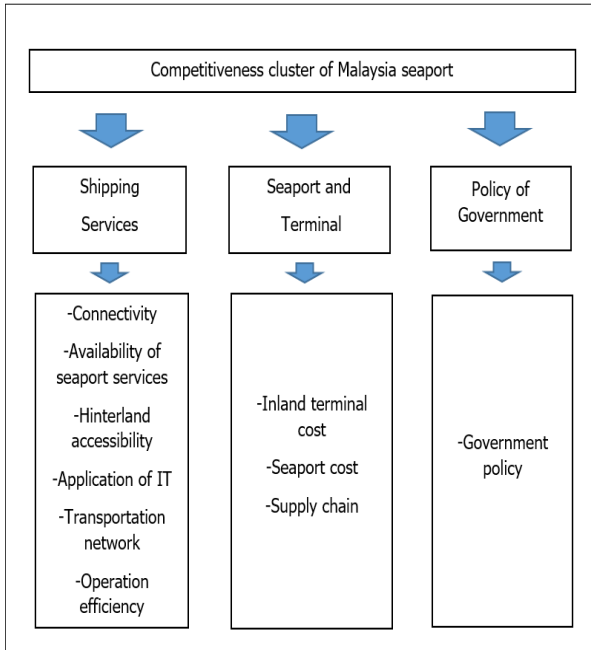 Competitiveness cluster of Malaysia seaport
Shipping
Services
Seaport and
Terminal
Policy of
Government
-Connectivity
-Availability of
seaport services
-Hinterland
accessibility
-Application of IT
-Transportation
network
-Operation
efficiency
-Inland terminal
cost
-Seaport cost
-Supply chain
-Government
policy